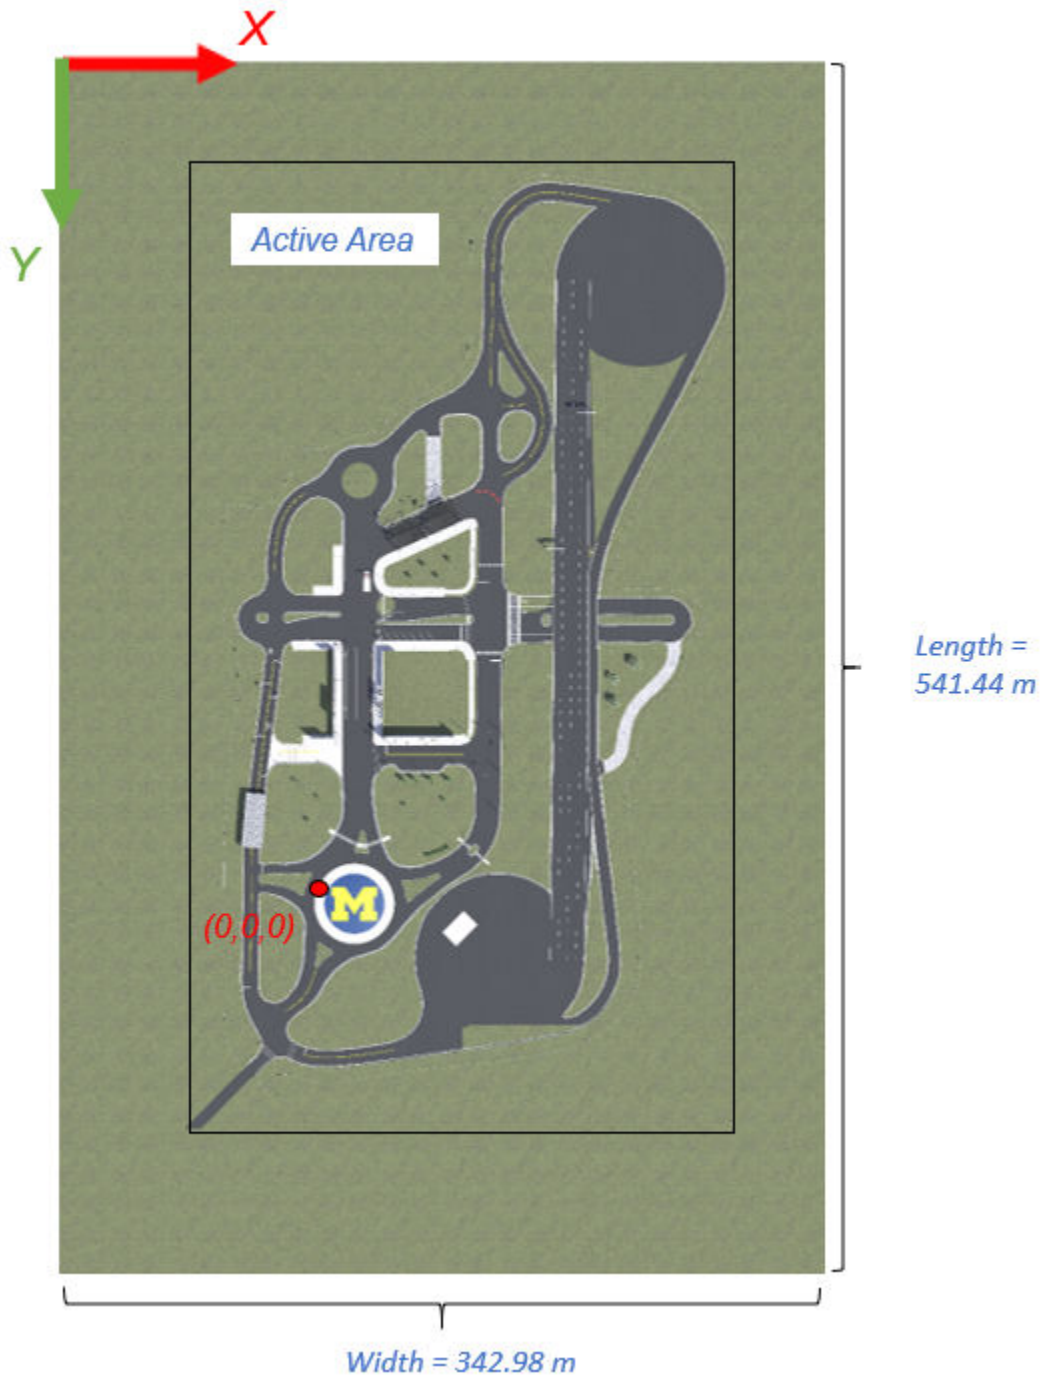 X
Y
Active Area
Length =
541.44 m
M
(0,0,0)
Width = 342.98 m